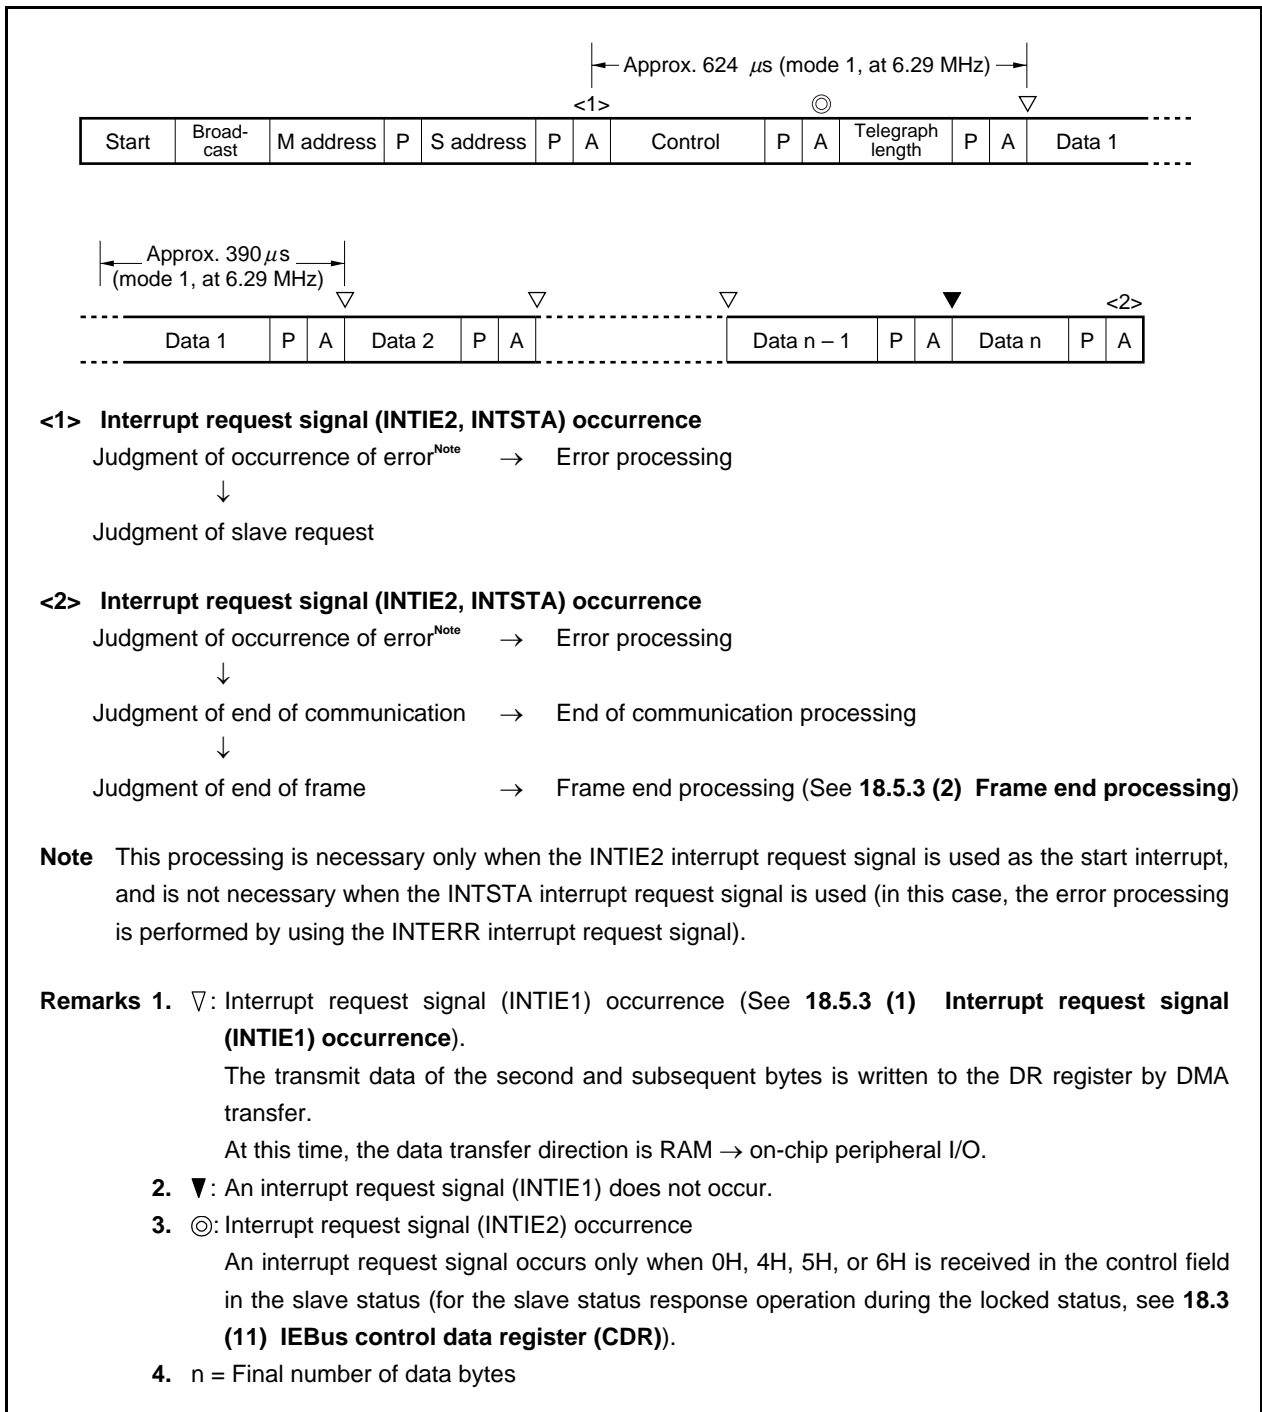 Approx. 624 μs (mode 1, at 6.29 MHz)
<1> ◎ ▽
Start Broad-cast M address P S address P A Control P A Telegraph length P A Data 1
Approx. 390 μs
(mode 1, at 6.29 MHz)
▽ ▽ ▽ ▼ <2>
Data 1 P A Data 2 P A Data n – 1 P A Data n P A
<1> Interrupt request signal (INTIE2, INTSTA) occurrence
Judgment of occurrence of errorNote → Error processing
↓
Judgment of slave request
<2> Interrupt request signal (INTIE2, INTSTA) occurrence
Judgment of occurrence of errorNote → Error processing
↓
Judgment of end of communication → End of communication processing
↓
Judgment of end of frame → Frame end processing (See 18.5.3 (2) Frame end processing)
Note This processing is necessary only when the INTIE2 interrupt request signal is used as the start interrupt,
and is not necessary when the INTSTA interrupt request signal is used (in this case, the error processing
is performed by using the INTERR interrupt request signal).
Remarks 1. ▽: Interrupt request signal (INTIE1) occurrence (See 18.5.3 (1) Interrupt request signal
(INTIE1) occurrence).
The transmit data of the second and subsequent bytes is written to the DR register by DMA
transfer.
At this time, the data transfer direction is RAM → on-chip peripheral I/O.
2. ▼: An interrupt request signal (INTIE1) does not occur.
3. ◎: Interrupt request signal (INTIE2) occurrence
An interrupt request signal occurs only when 0H, 4H, 5H, or 6H is received in the control field
in the slave status (for the slave status response operation during the locked status, see 18.3
(11) IEBus control data register (CDR)).
4. n = Final number of data bytes